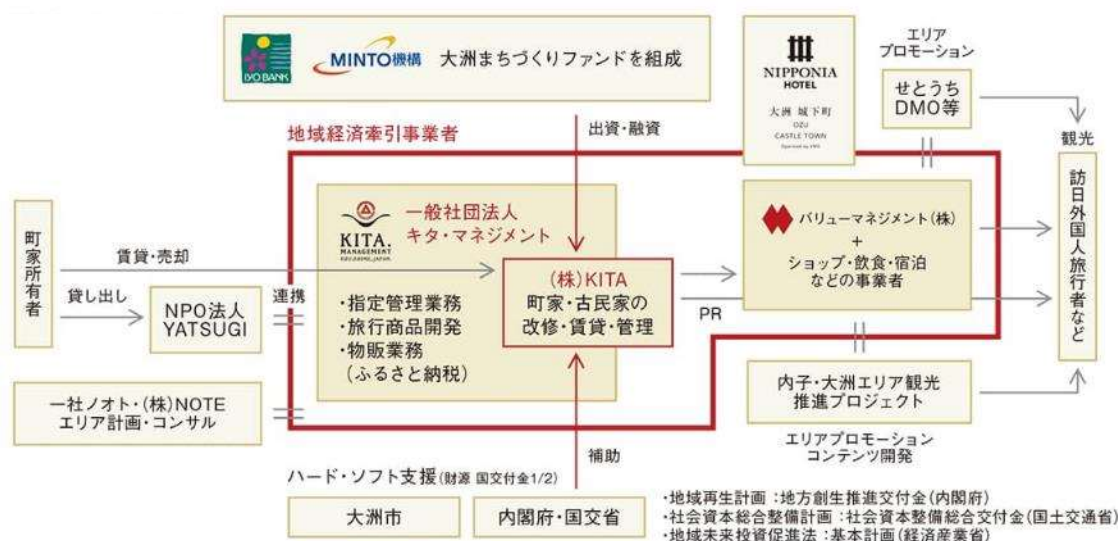 IYO BANK
MINTO機構
大洲まちづくりファンドを組成
NIPPONIA
HOTEL
大洲 城下町
OZU
CASTLE TOWN
Operated by VMG
エリア
プロモーション
せとうち
DMO等
地域経済牽引事業者
出資・融資
観光
町家所有者
賃貸・売却
貸し出し
NPO法人
YATSUGI
連携
KITA.
MANAGEMENT
KITA OZU, JAPAN
一般社団法人
キタ・マネジメント
・指定管理業務
・旅行商品開発
・物販業務
(ふるさと納税)
(株)KITA
町家・古民家の
改修・賃貸・管理
PR
バリューマネジメント(株)
+
ショップ・飲食・宿泊
などの事業者
訪日外国人旅行者など
一社ノオト・(株)NOTE
エリア計画・コンサル
内子・大洲エリア観光
推進プロジェクト
エリアプロモーション
コンテンツ開発
補助
ハード・ソフト支援(財源 国交付金1/2)
大洲市
内閣府・国交省
・地域再生計画:地方創生推進交付金(内閣府)
・社会資本総合整備計画:社会資本整備総合交付金(国土交通省)
・地域未来投資促進法:基本計画(経済産業省)